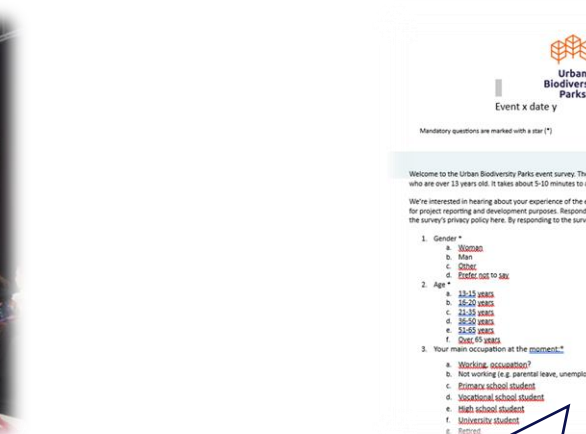 Urban
Biodivers
Parks
Event x date y
Mandatory questions are marked with a star (*)
Welcome to the Urban Biodiversity Parks event survey. Th
who are over 13 years old. It takes about 5-10 minutes to
We're interested in hearing about your experience of the e
for project reporting and development purposes. Respond
the survey's privacy policy here. By responding to the surv
1. Gender *
a. Woman
b. Man
c. Other
d. Prefer not to say
2. Age *
a. 13-15 years
b. 16-20 years
c. 21-35 years
d. 36-50 years
e. 51-65 years
f. Over 65 years
3. Your main occupation at the moment:*
a. Working, occupation?
b. Not working (e.g. parental leave, unemplo
c. Primary school student
d. Vocational school student
e. High school student
f. University student
g. Retired